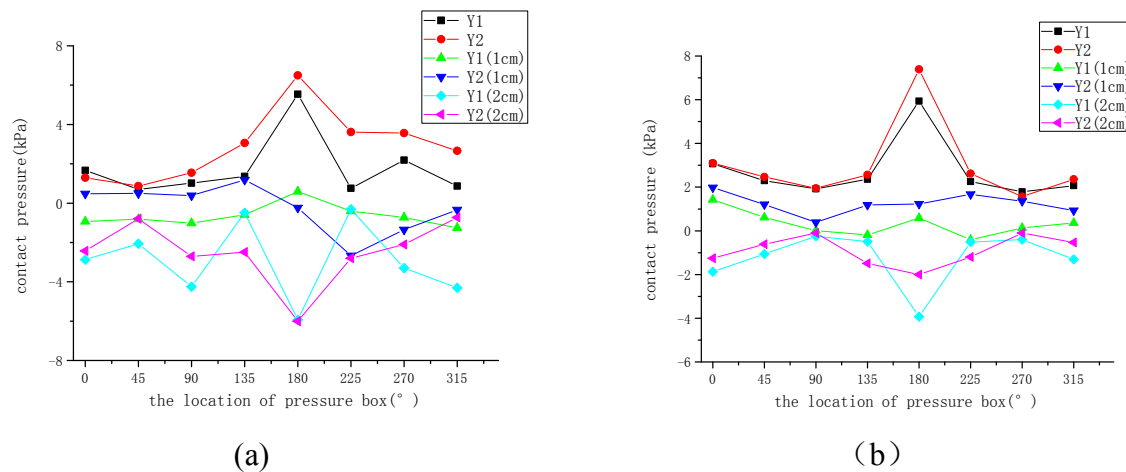 Y1
Y2
Y1(1cm)
Y2(1cm)
Y1(2cm)
Y2(2cm)
8
4
0
-4
-8
contact pressure(kPa)
0 45 90 135 180 225 270 315
the location of pressure box(°)
(a)
Y1
Y2
Y1(1cm)
Y2(1cm)
Y1(2cm)
Y2(2cm)
8
6
4
2
0
-2
-4
-6
contact pressure (kPa)
0 45 90 135 180 225 270 315
the location of pressure box(°)
（b）